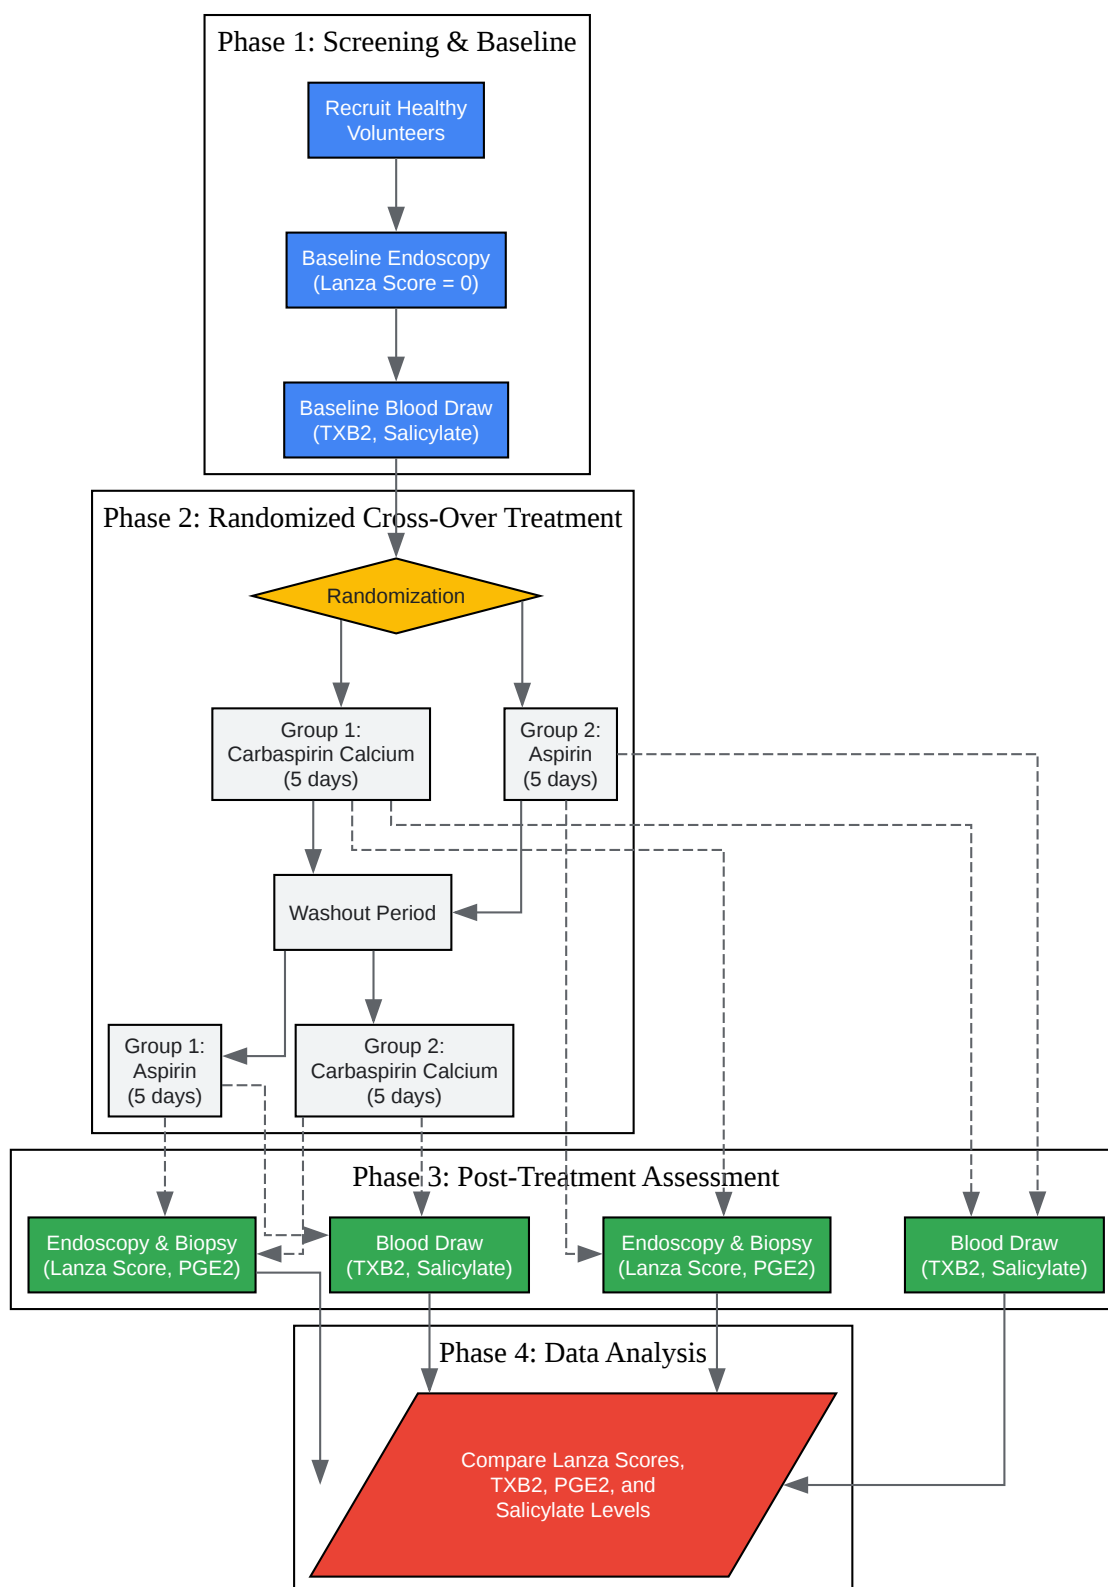 Phase 1: Screening & Baseline
Recruit Healthy
Volunteers
Baseline Endoscopy
(Lanza Score = 0)
Baseline Blood Draw
(TXB2, Salicylate)
Phase 2: Randomized Cross-Over Treatment
Randomization
Group 1:
Carbaspirin Calcium
(5 days)
Group 2:
Aspirin
(5 days)
Washout Period
Group 1:
Aspirin
(5 days)
Group 2:
Carbaspirin Calcium
(5 days)
Phase 3: Post-Treatment Assessment
Endoscopy & Biopsy
(Lanza Score, PGE2)
Blood Draw
(TXB2, Salicylate)
Endoscopy & Biopsy
(Lanza Score, PGE2)
Blood Draw
(TXB2, Salicylate)
Phase 4: Data Analysis
Compare Lanza Scores,
TXB2, PGE2, and
Salicylate Levels